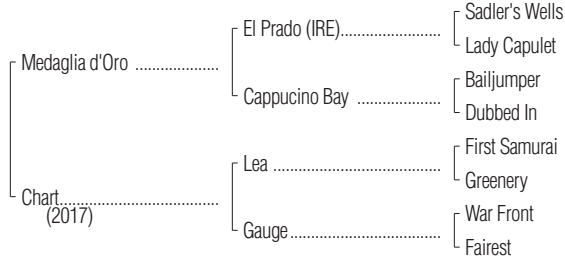 Sadler's Wells
El Prado (IRE)....................
Lady Capulet
Medaglia d'Oro ................
Bailjumper
Cappucino Bay ................
Dubbed In
First Samurai
Lea ................................
Greenery
Chart...............................
(2017)
War Front
Gauge..............................
Fairest